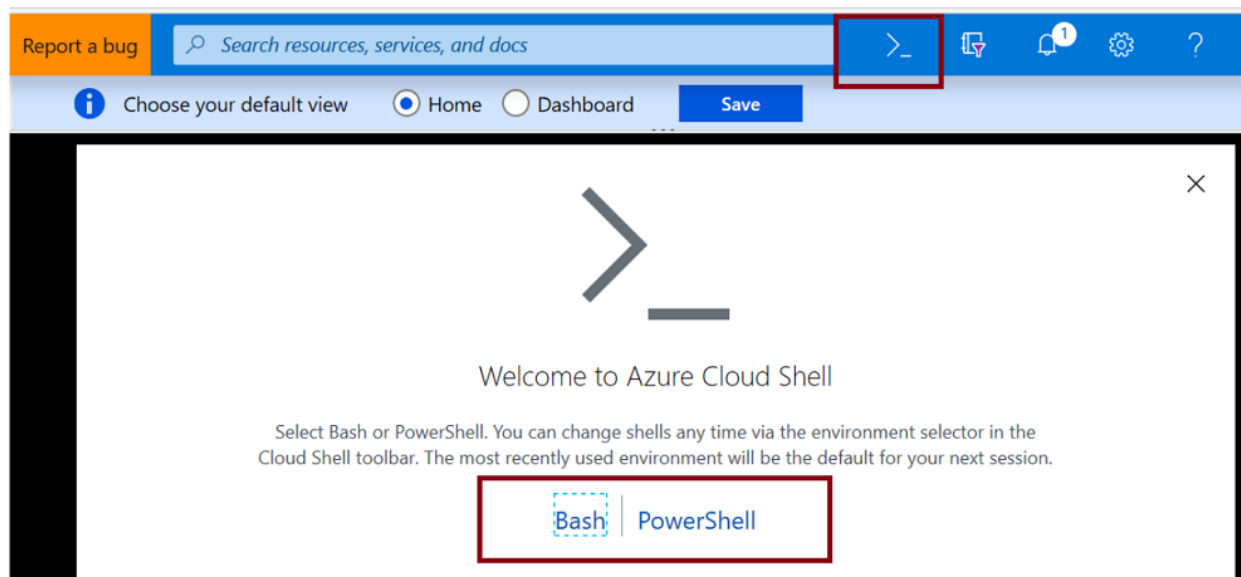 Report a bug
Search resources, services, and docs
>_
1
?
i Choose your default view Home Dashboard Save
>_
Welcome to Azure Cloud Shell
Select Bash or PowerShell. You can change shells any time via the environment selector in the
Cloud Shell toolbar. The most recently used environment will be the default for your next session.
Bash PowerShell